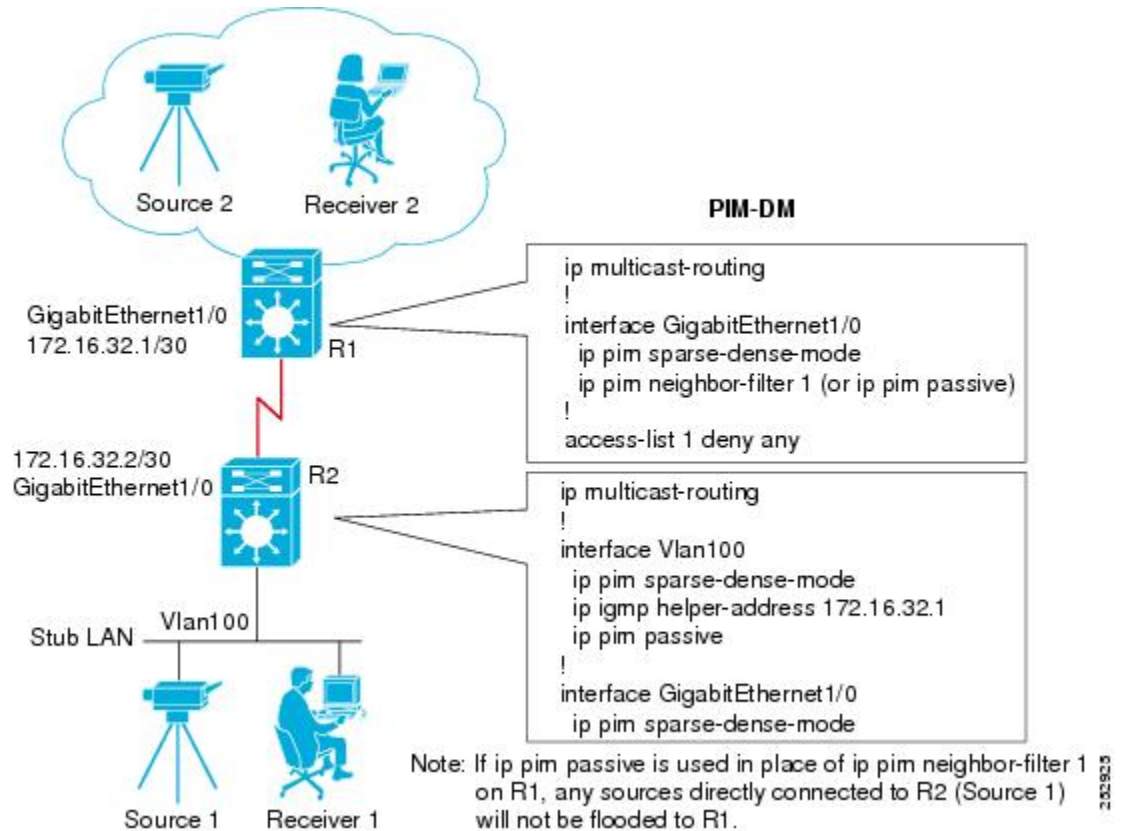 Source 2
Receiver 2
PIM-DM
GigabitEthernet1/0
172.16.32.1/30
R1
ip multicast-routing
!
interface GigabitEthernet1/0
ip pim sparse-dense-mode
ip pim neighbor-filter 1 (or ip pim passive)
!
access-list 1 deny any
172.16.32.2/30
GigabitEthernet1/0
R2
ip multicast-routing
!
interface Vlan100
ip pim sparse-dense-mode
ip igmp helper-address 172.16.32.1
ip pim passive
!
interface GigabitEthernet1/0
ip pim sparse-dense-mode
Vlan100
Stub LAN
Source 1
Receiver 1
Note: If ip pim passive is used in place of ip pim neighbor-filter 1
on R1, any sources directly connected to R2 (Source 1)
will not be flooded to R1.
252925